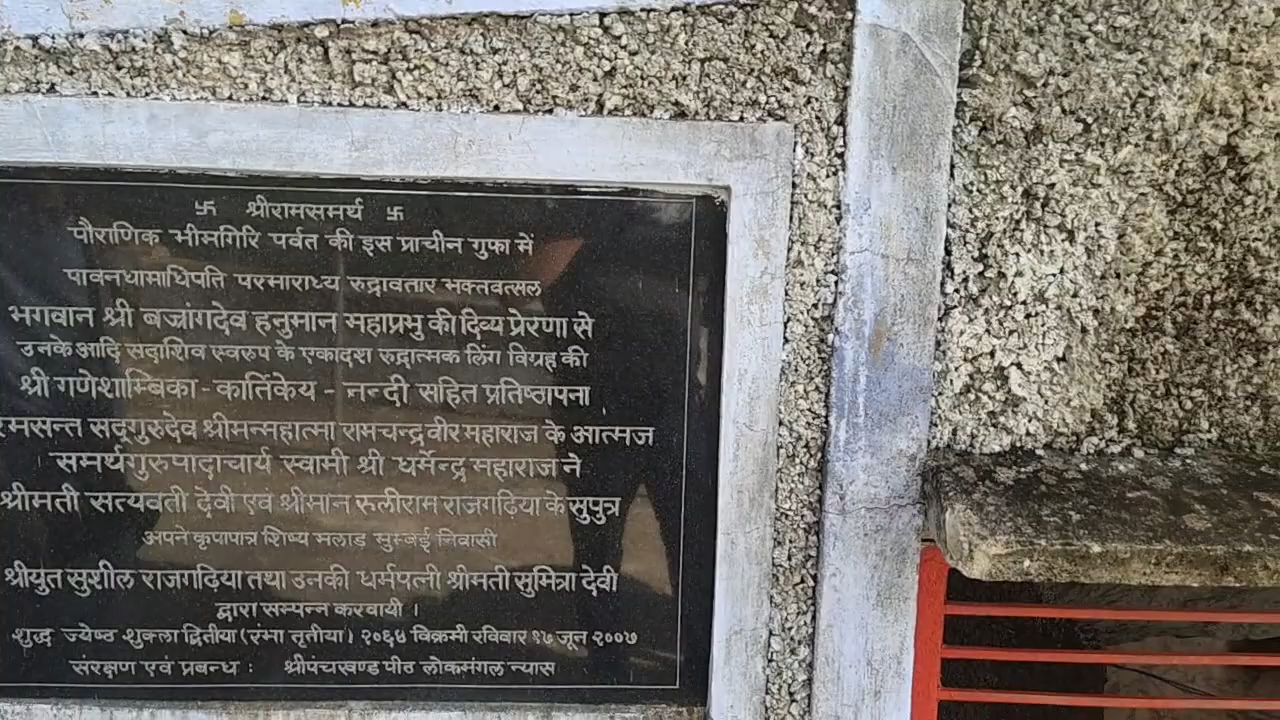 卐 श्रीरामसमर्थ 卐
पौराणिक भीमगिरि पर्वत की इस प्राचीन गुफा में
पावनधामाधिपति परमाराध्य रुद्रावतार भक्तवत्सल
भगवान श्री बज्रांगदेव हनुमान महाप्रभु की दिव्य प्रेरणा से
उनके आदि सदाशिव स्वरुप के एकादश रुद्रात्मक लिंग विग्रह की
श्री गणेशाम्बिका - कार्तिकेय - नन्दी सहित प्रतिष्ठापना
सद्गुरुदेव श्रीमन्महात्मा रामचन्द्र वीर महाराज के आत्मज
समर्थगुरुपादाचार्य स्वामी श्री धर्मेन्द्र महाराज ने
श्रीमती सत्यवती देवी एवं श्रीमान रुलीराम राजगढ़िया के सुपुत्र
अपने कृपापात्र शिष्य मलाड मुम्बई निवासी
श्रीयुत सुशील राजगढ़िया तथा उनकी धर्मपत्नी श्रीमती सुमित्रा देवी
द्वारा सम्पन्न करवायी ।
शुद्ध ज्येष्ठ शुक्ला द्वितीया (रंभा तृतीया) २०६४ विक्रमी रविवार १७ जून २००७
संरक्षण एवं प्रबन्ध : श्रीपंचखण्ड पीठ लोकमंगल न्यास